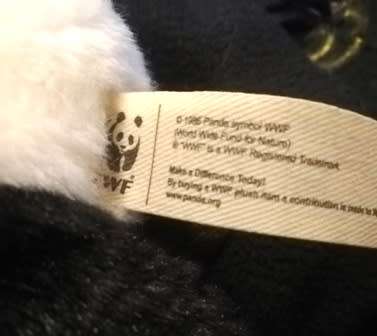 © 1986 Panda symbol WWF
(World Wide Fund for Nature)
® "WWF" is a WWF Registered Trademark
Make a Difference Today!
By buying a WWF plush item a contribution is made to
www.panda.org
WWF